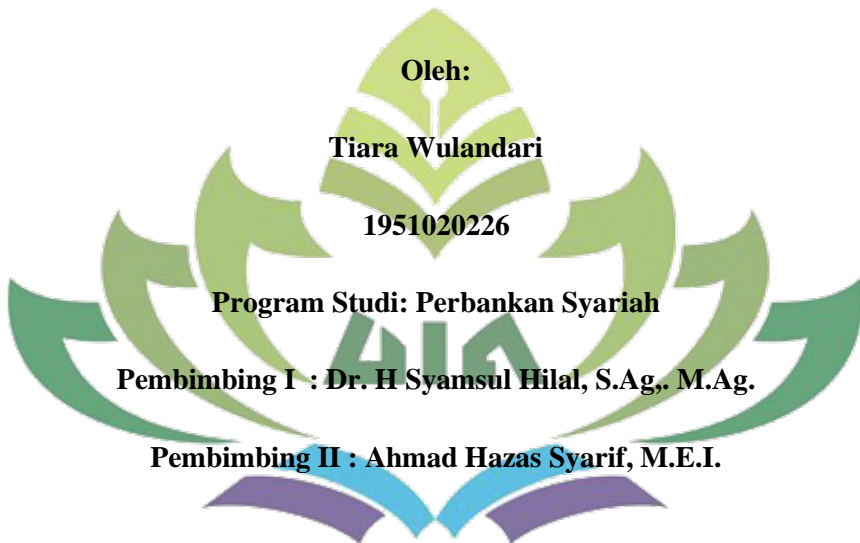 Oleh:
Tiara Wulandari
1951020226
Program Studi: Perbankan Syariah
UIN
Pembimbing I : Dr. H Syamsul Hilal, S.Ag,. M.Ag.
Pembimbing II : Ahmad Hazas Syarif, M.E.I.